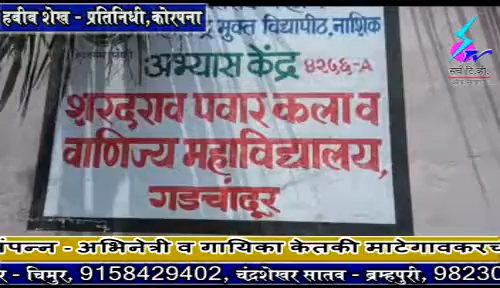 हबीब शेख - प्रतिनिधी,कोरपना
मुक्त विद्यापीठ,नाशिक
अभ्यास केंद्र ४२५६-A
शरदराव पवार कला व
वाणिज्य महाविद्यालय,
गडचांदूर
संपन्न - अभिनेत्री व गायिका केतकी माटेगावकरच
र - चिमुर, 9158429402, चंद्रशेखर सातव - ब्रम्हपुरी, 98230